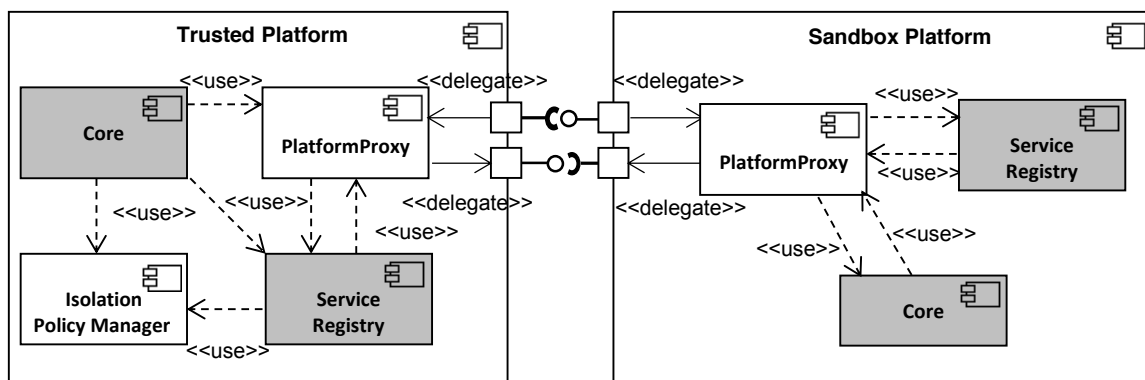 Trusted Platform
<<use>>
<<delegate>>
Core
PlatformProxy
<<use>>
<<use>>
<<delegate>>
<<use>>
Isolation
Policy Manager
Service
Registry
<<use>>
Sandbox Platform
<<delegate>>
<<use>>
PlatformProxy
Service
Registry
<<use>>
<<delegate>>
<<use>>
<<use>>
Core